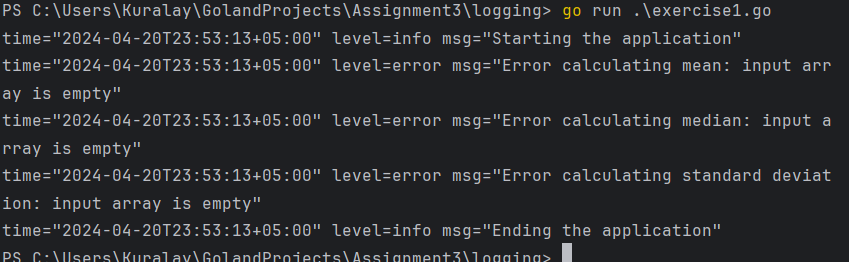 PS C:\Users\Kuralay\GolandProjects\Assignment3\logging> go run .\exercise1.go
time="2024-04-20T23:53:13+05:00" level=info msg="Starting the application"
time="2024-04-20T23:53:13+05:00" level=error msg="Error calculating mean: input arr
ay is empty"
time="2024-04-20T23:53:13+05:00" level=error msg="Error calculating median: input a
rray is empty"
time="2024-04-20T23:53:13+05:00" level=error msg="Error calculating standard deviat
ion: input array is empty"
time="2024-04-20T23:53:13+05:00" level=info msg="Ending the application"
PS C:\Users\Kuralay\GolandProjects\Assignment3\logging>